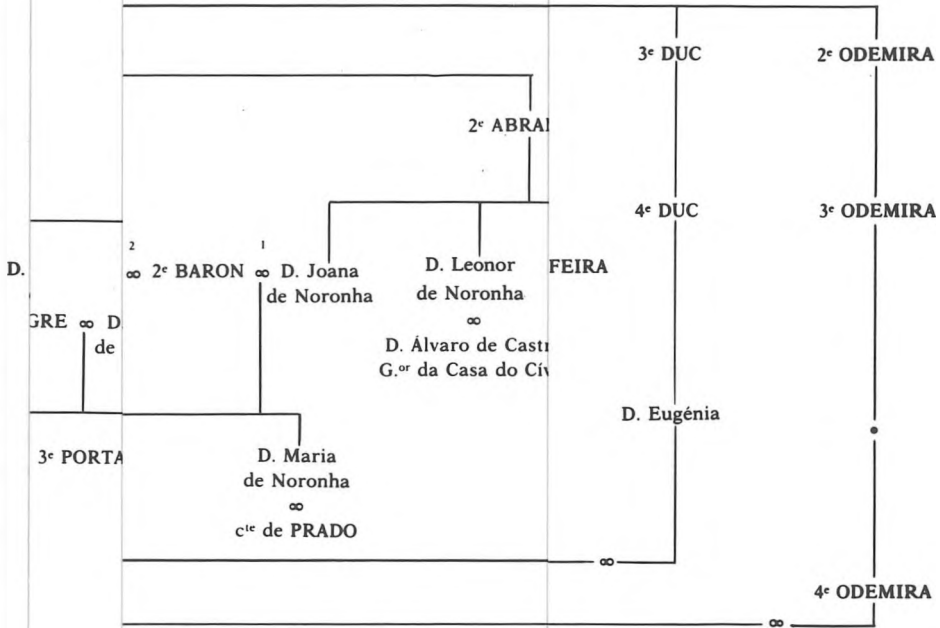 3ᵉ DUC 2ᵉ ODEMIRA
2ᵉ ABRA
4ᵉ DUC 3ᵉ ODEMIRA
D. 2 ∞ 2ᵉ BARON 1 ∞ D. Joana D. Leonor FEIRA
de Noronha de Noronha
GRE ∞ D ∞
de D. Álvaro de Cast
G.ᵒʳ da Casa do Cí
D. Eugénia
3ᵉ PORTA D. Maria
de Noronha
∞
cᵗᵉ de PRADO
∞
4ᵉ ODEMIRA
∞